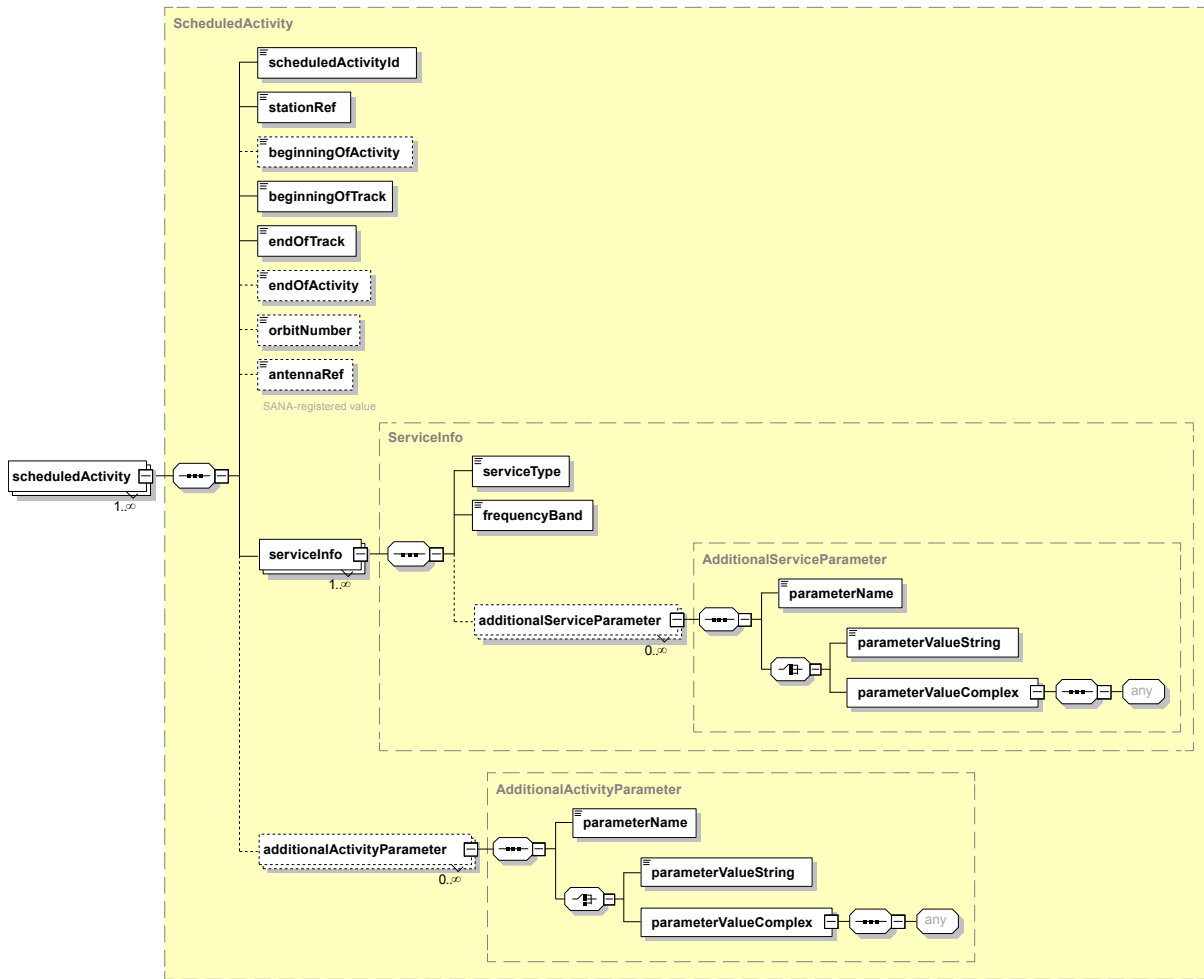 ScheduledActivity
scheduledActivityId
stationRef
beginningOfActivity
beginningOfTrack
endOfTrack
endOfActivity
orbitNumber
antennaRef
SANA-registered value
scheduledActivity
1..∞
ServiceInfo
serviceType
frequencyBand
serviceInfo
1..∞
AdditionalServiceParameter
parameterName
additionalServiceParameter
0..∞
parameterValueString
parameterValueComplex
any
AdditionalActivityParameter
parameterName
additionalActivityParameter
0..∞
parameterValueString
parameterValueComplex
any